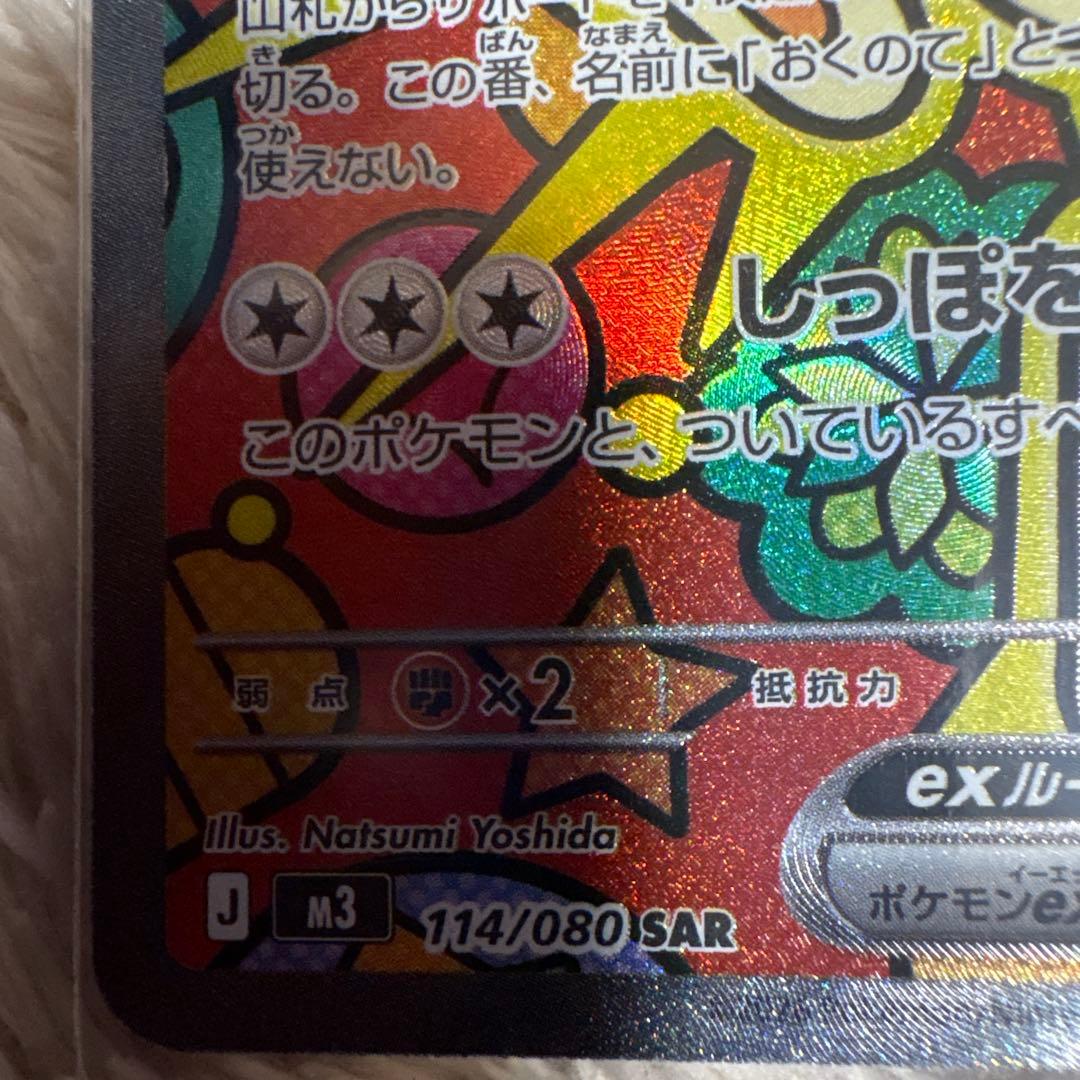 切る。この番、名前に「おくのて」とつ
使えない。
しっぽを
このポケモンと、ついているすべ
弱点 ×2 抵抗力
exルー
ポケモンex
Illus. Natsumi Yoshida
J M3 114/080 SAR